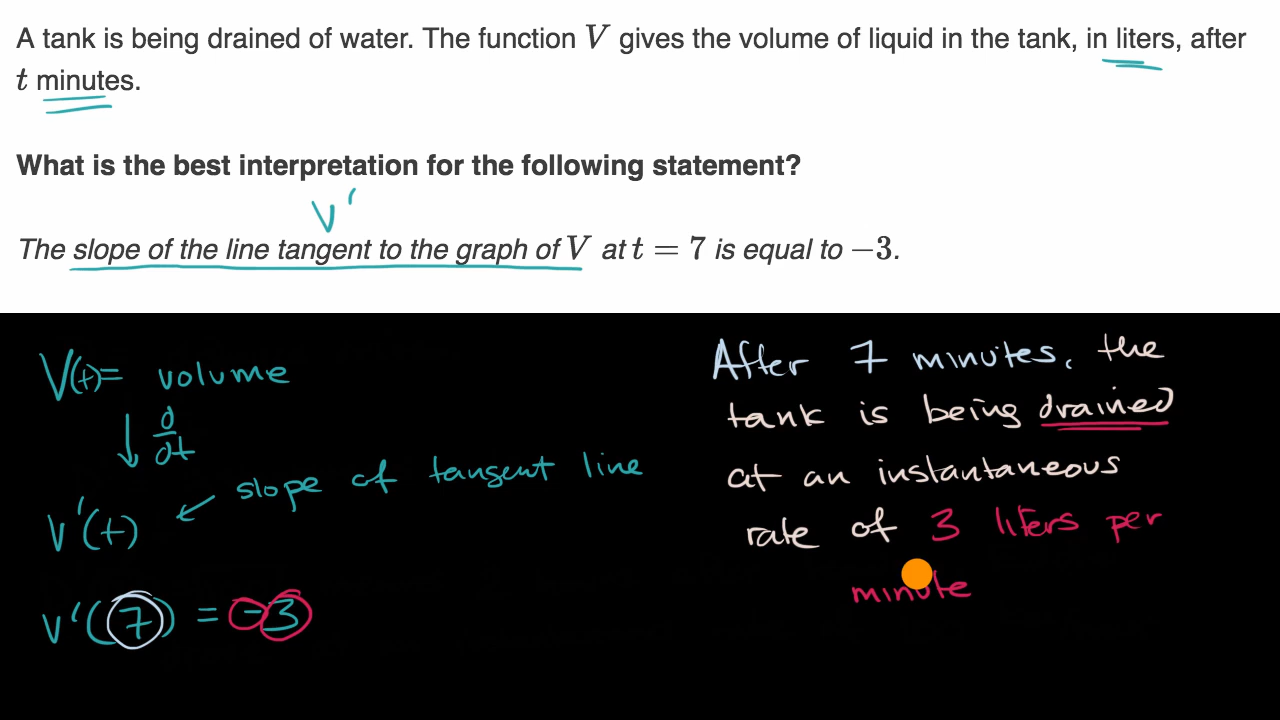 A tank is being drained of water. The function V gives the volume of liquid in the tank, in liters, after
t minutes.
What is the best interpretation for the following statement?
V'
The slope of the line tangent to the graph of V at t = 7 is equal to −3.
V(t)= volume
d/dt
V'(t) slope of tangent line
V'(7) = -3
After 7 minutes, the
tank is being drained
at an instantaneous
rate of 3 liters per
minute